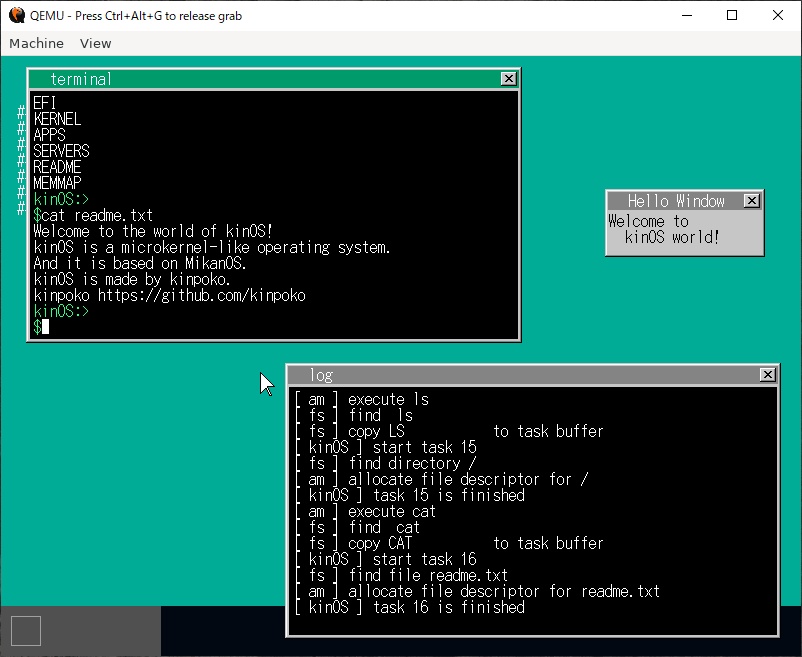 QEMU - Press Ctrl+Alt+G to release grab
Machine View
terminal
EFI
KERNEL
APPS
SERVERS
README
MEMMAP
kinOS:>
$cat readme.txt
Welcome to the world of kinOS!
kinOS is a microkernel-like operating system.
And it is based on MikanOS.
kinOS is made by kinpoko.
kinpoko https://github.com/kinpoko
kinOS:>
$
#
#
#
#
#
#
#
Hello Window
Welcome to
kinOS world!
log
[ am ] execute ls
[ fs ] find  ls
[ fs ] copy LS           to task buffer
[ kinOS ] start task 15
[ fs ] find directory /
[ am ] allocate file descriptor for /
[ kinOS ] task 15 is finished
[ am ] execute cat
[ fs ] find  cat
[ fs ] copy CAT          to task buffer
[ kinOS ] start task 16
[ fs ] find file readme.txt
[ am ] allocate file descriptor for readme.txt
[ kinOS ] task 16 is finished